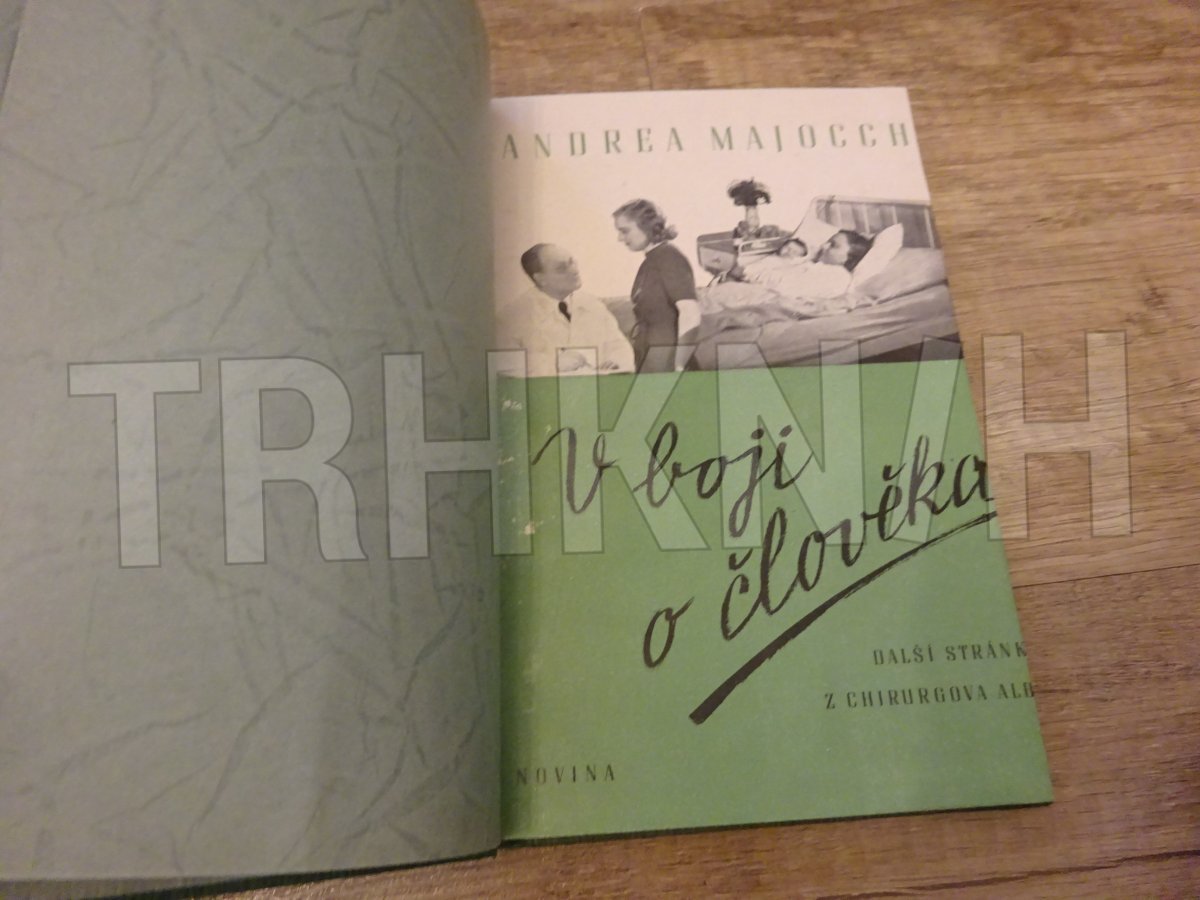 ANDREA MAJOCCH
V boji
o člověka
DALŠÍ STRÁNK
Z CHIRURGOVA ALB
NOVINA
TRHKNIH